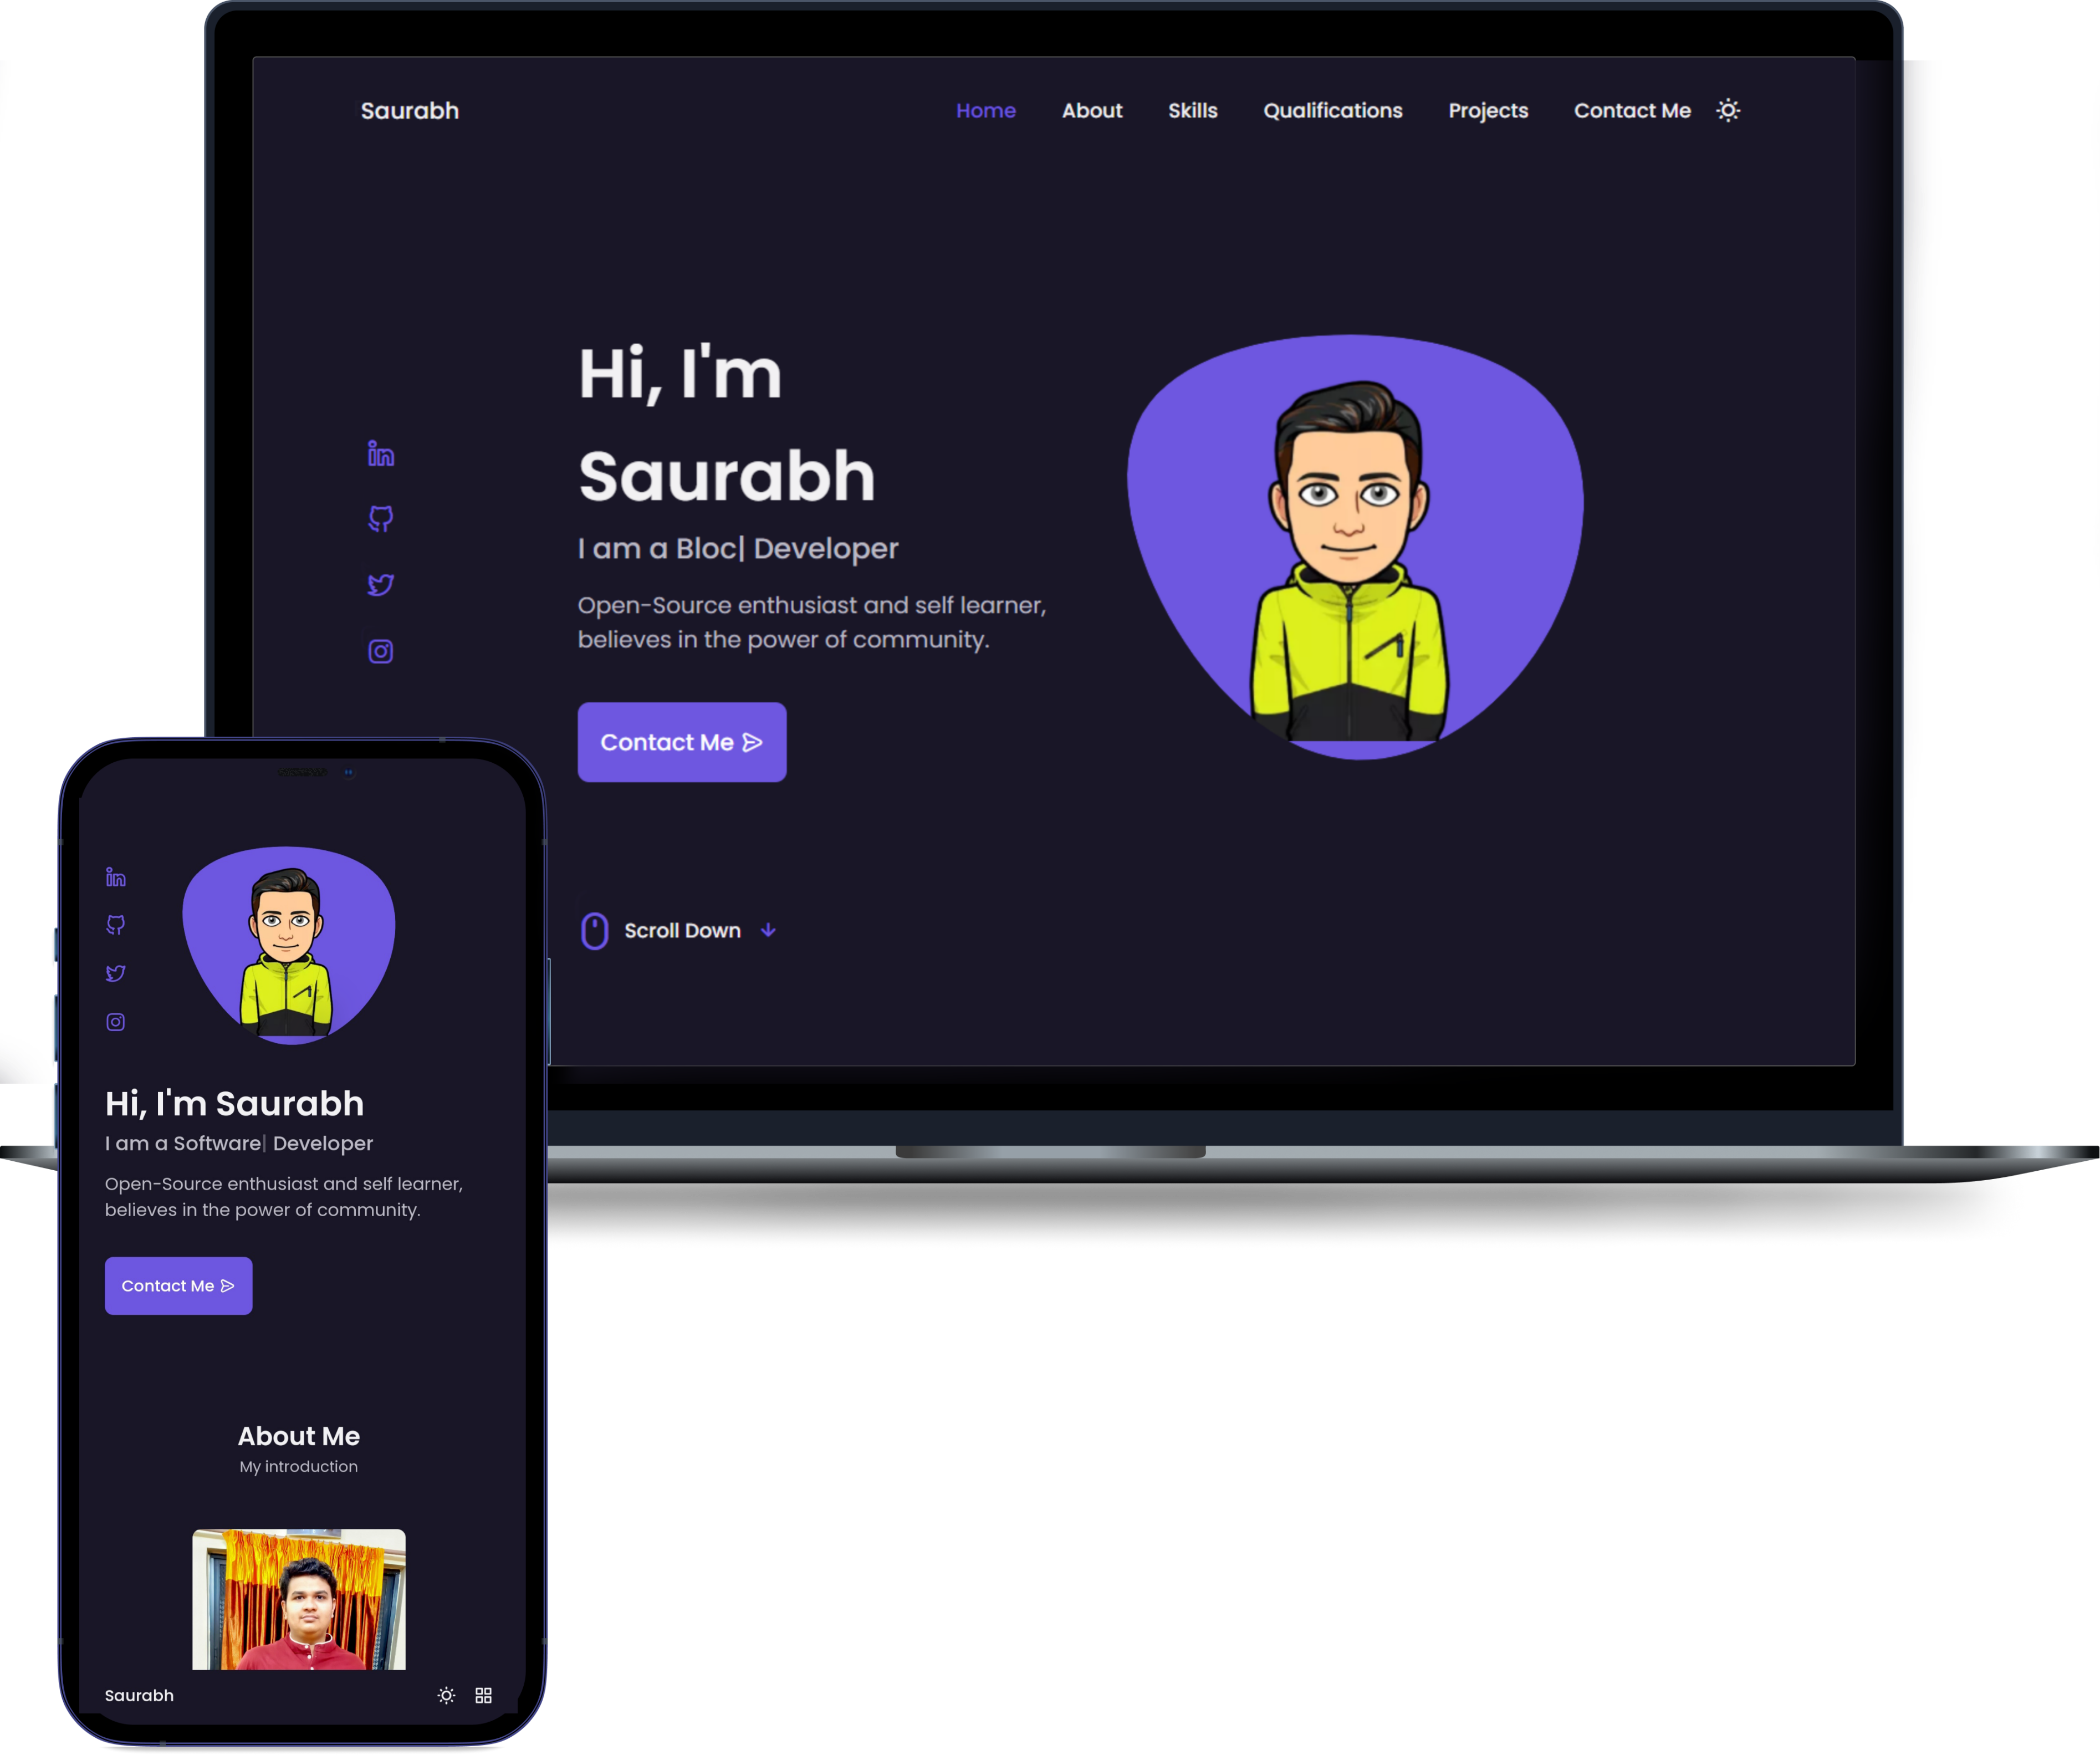 Saurabh
Home About Skills Qualifications Projects Contact Me
Hi, I'm
Saurabh
I am a Bloc| Developer
Open-Source enthusiast and self learner,
believes in the power of community.
Contact Me
Scroll Down
Hi, I'm Saurabh
I am a Software| Developer
Open-Source enthusiast and self learner,
believes in the power of community.
Contact Me
About Me
My introduction
Saurabh